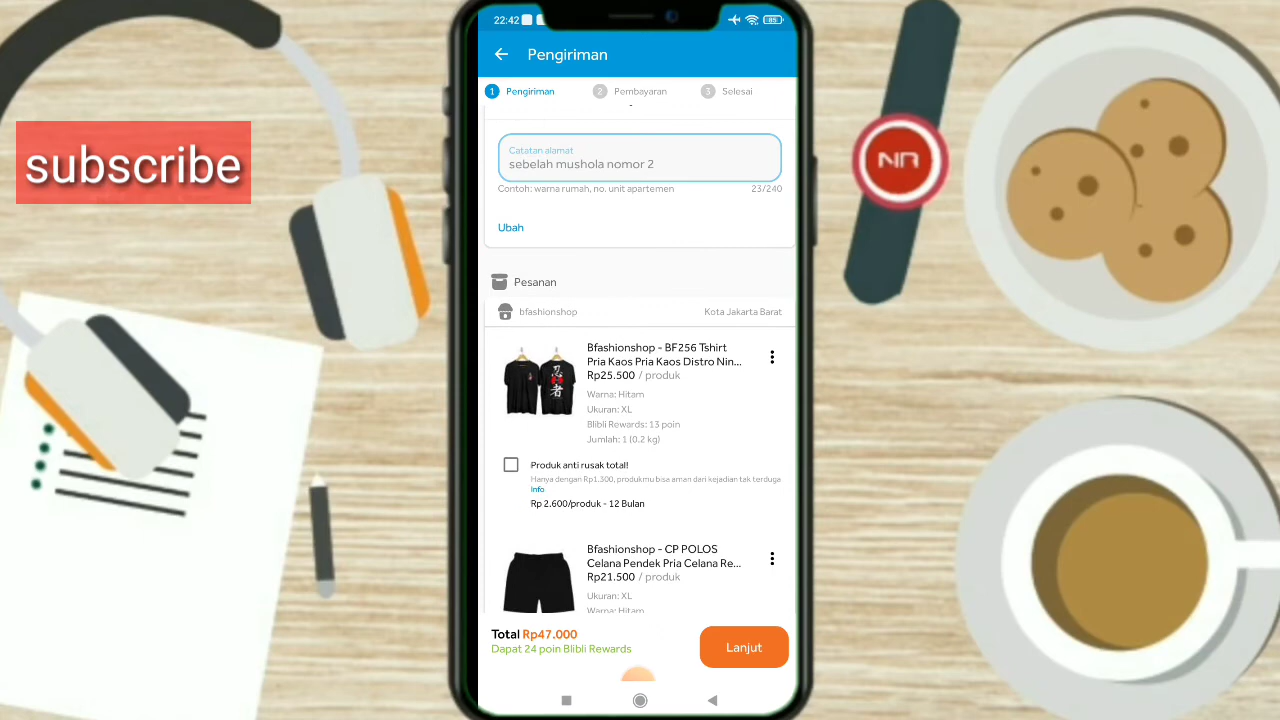 subscribe
22:42
85
Pengiriman
1 Pengiriman
2 Pembayaran
3 Selesai
Catatan alamat
sebelah mushola nomor 2
Contoh: warna rumah, no. unit apartemen 23/240
Ubah
Pesanan
bfashionshop Kota Jakarta Barat
Bfashionshop - BF256 Tshirt
Pria Kaos Pria Kaos Distro Nin...
Rp25.500 / produk
Warna: Hitam
Ukuran: XL
Blibli Rewards: 13 poin
Jumlah: 1 (0.2 kg)
忍
者
Produk anti rusak total!
Hanya dengan Rp1.300, produkmu bisa aman dari kejadian tak terduga
Info
Rp 2.600/produk - 12 Bulan
Bfashionshop - CP POLOS
Celana Pendek Pria Celana Re...
Rp21.500 / produk
Ukuran: XL
Warna: Hitam
Total Rp47.000
Dapat 24 poin Blibli Rewards
Lanjut